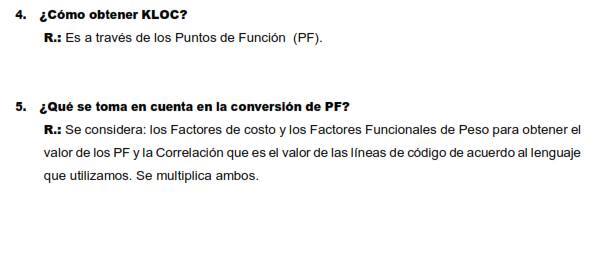 4. ¿Cómo obtener KLOC?
R.: Es a través de los Puntos de Función (PF).
5. ¿Qué se toma en cuenta en la conversión de PF?
R.: Se considera: los Factores de costo y los Factores Funcionales de Peso para obtener el
valor de los PF y la Correlación que es el valor de las líneas de código de acuerdo al lenguaje
que utilizamos. Se multiplica ambos.